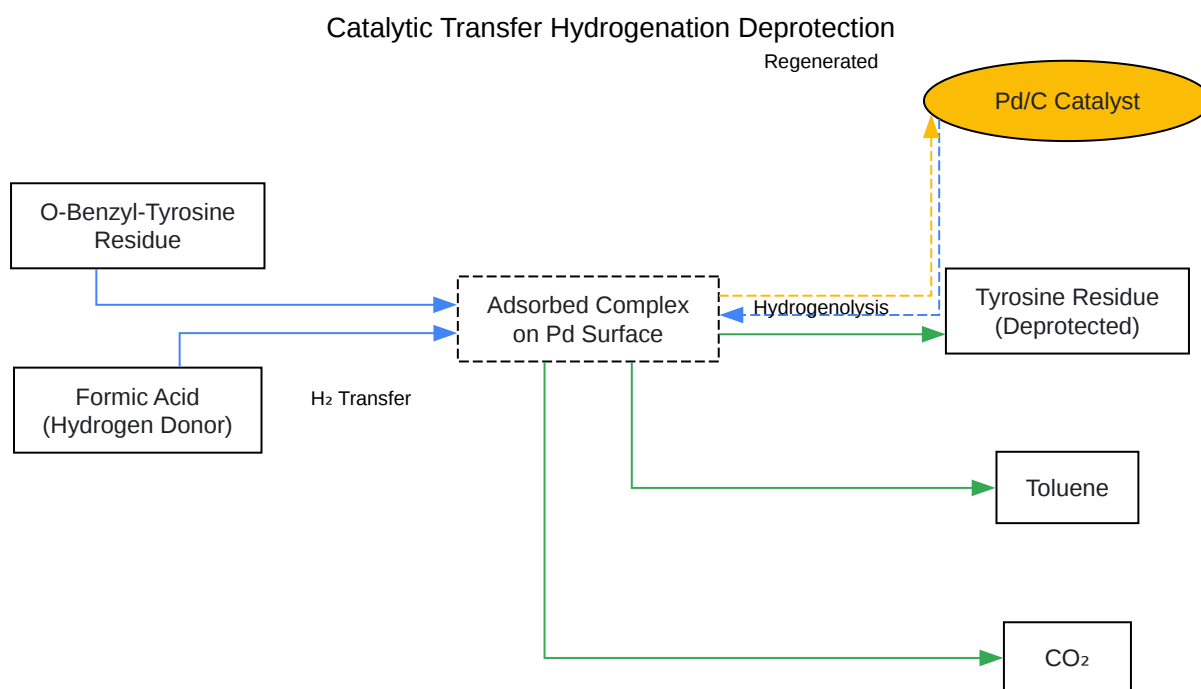 Catalytic Transfer Hydrogenation Deprotection
Regenerated
Pd/C Catalyst
O-Benzyl-Tyrosine
Residue
Adsorbed Complex
on Pd Surface
Hydrogenolysis
Tyrosine Residue
(Deprotected)
Formic Acid
(Hydrogen Donor)
H₂ Transfer
Toluene
CO₂